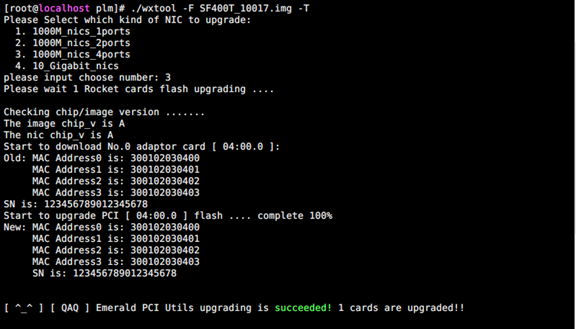 [root@localhost plm]# ./wxtool -F SF400T_10017.img -T
Please Select which kind of NIC to upgrade:
1. 1000M_nics_1ports
2. 1000M_nics_2ports
3. 1000M_nics_4ports
4. 10_Gigabit_nics
please input choose number: 3
Please wait 1 Rocket cards flash upgrading ....
Checking chip/image version .......
The image chip_v is A
The nic chip_v is A
Start to download No.0 adaptor card [ 04:00.0 ]:
Old: MAC Address0 is: 300102030400
MAC Address1 is: 300102030401
MAC Address2 is: 300102030402
MAC Address3 is: 300102030403
SN is: 123456789012345678
Start to upgrade PCI [ 04:00.0 ] flash .... complete 100%
New: MAC Address0 is: 300102030400
MAC Address1 is: 300102030401
MAC Address2 is: 300102030402
MAC Address3 is: 300102030403
SN is: 123456789012345678
[ ^_^ ] [ QAQ ] Emerald PCI Utils upgrading is succeeded! 1 cards are upgraded!!